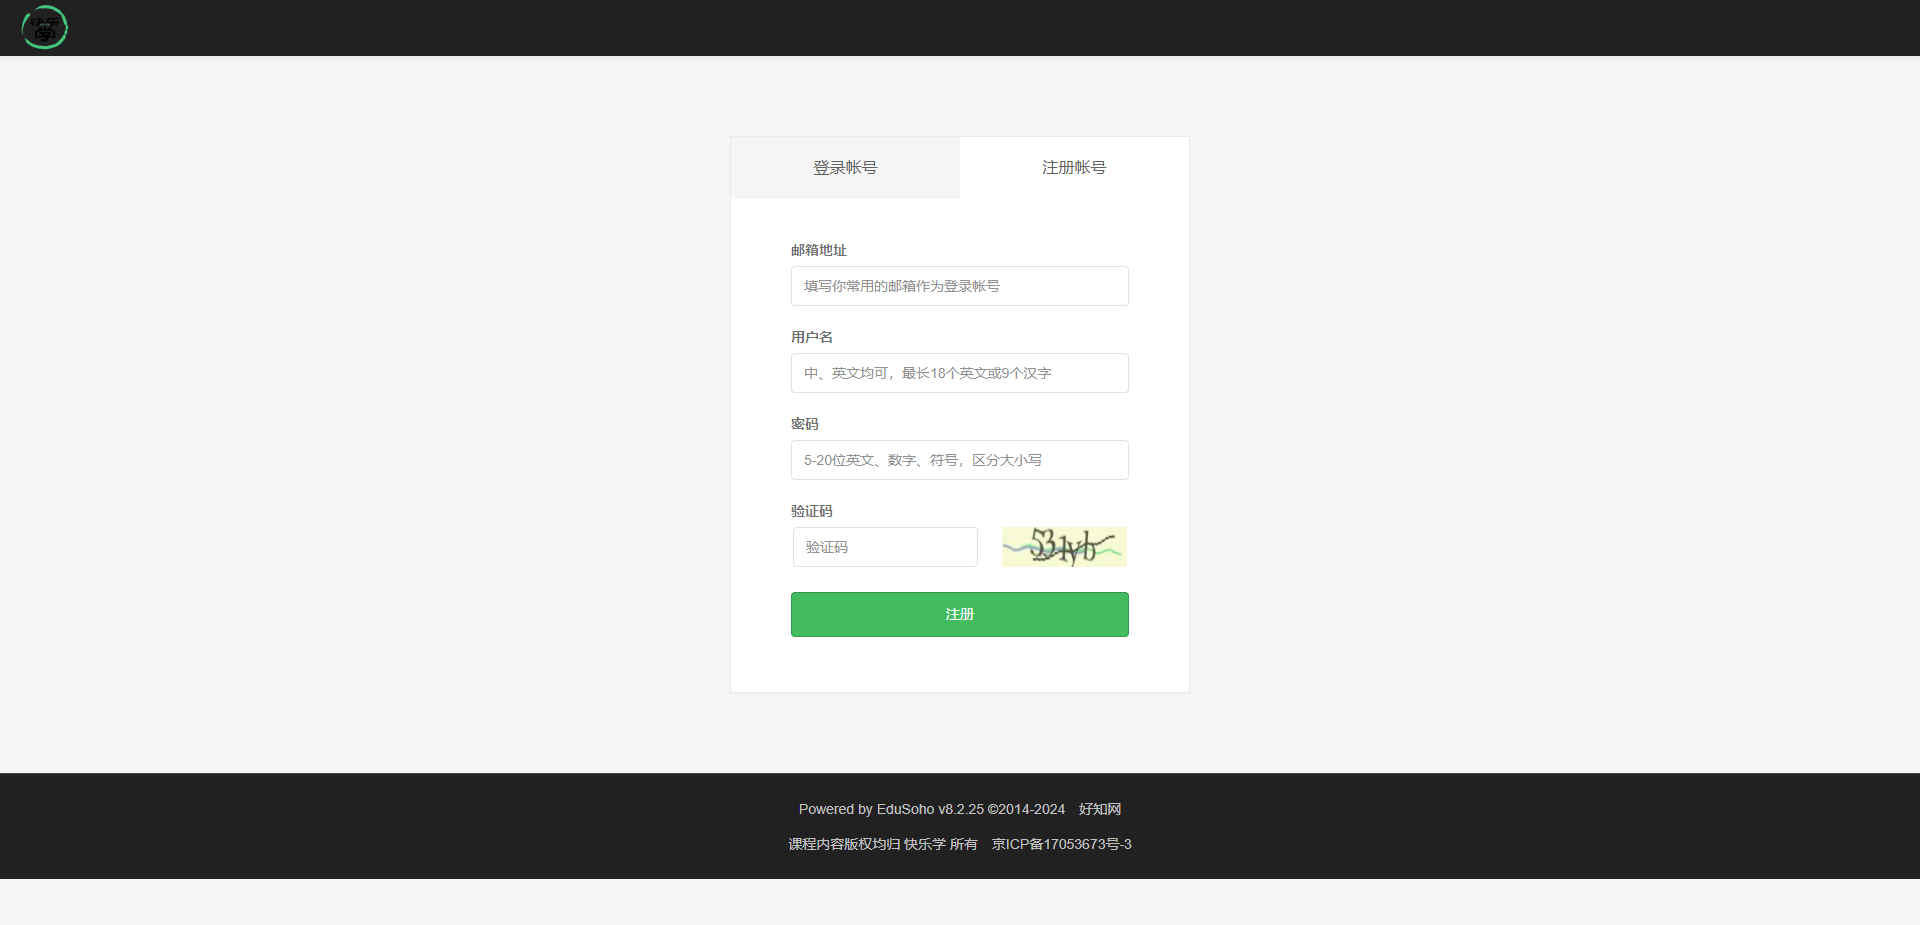 快乐
學
登录帐号
注册帐号
邮箱地址
填写你常用的邮箱作为登录帐号
用户名
中、英文均可，最长18个英文或9个汉字
密码
5-20位英文、数字、符号，区分大小写
验证码
验证码
531yb
注册
Powered by EduSoho v8.2.25 ©2014-2024 好知网
课程内容版权均归 快乐学 所有 京ICP备17053673号-3